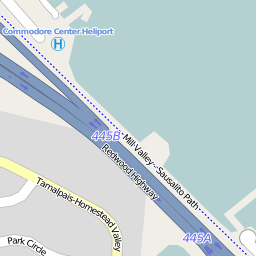 Commodore Center Heliport
H
445B
Mill Valley - Sausalito Path
Redwood Highway
445A
Tamalpais-Homestead Valley
Park Circle